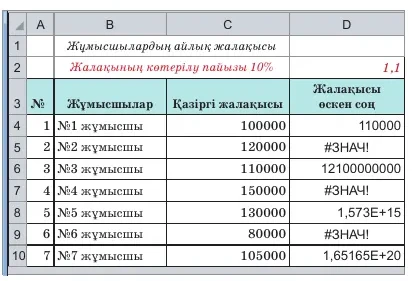 A B C D
1 Жұмысшылардың айлық жалақысы
2 Жалақының көтерілу пайызы 10% 1,1
3 № Жұмысшылар Қазіргі жалақысы Жалақысы өскен соң
4 1 №1 жұмысшы 100000 110000
5 2 №2 жұмысшы 120000 #ЗНАЧ!
6 3 №3 жұмысшы 110000 12100000000
7 4 №4 жұмысшы 150000 #ЗНАЧ!
8 5 №5 жұмысшы 130000 1,573E+15
9 6 №6 жұмысшы 80000 #ЗНАЧ!
10 7 №7 жұмысшы 105000 1,65165E+20